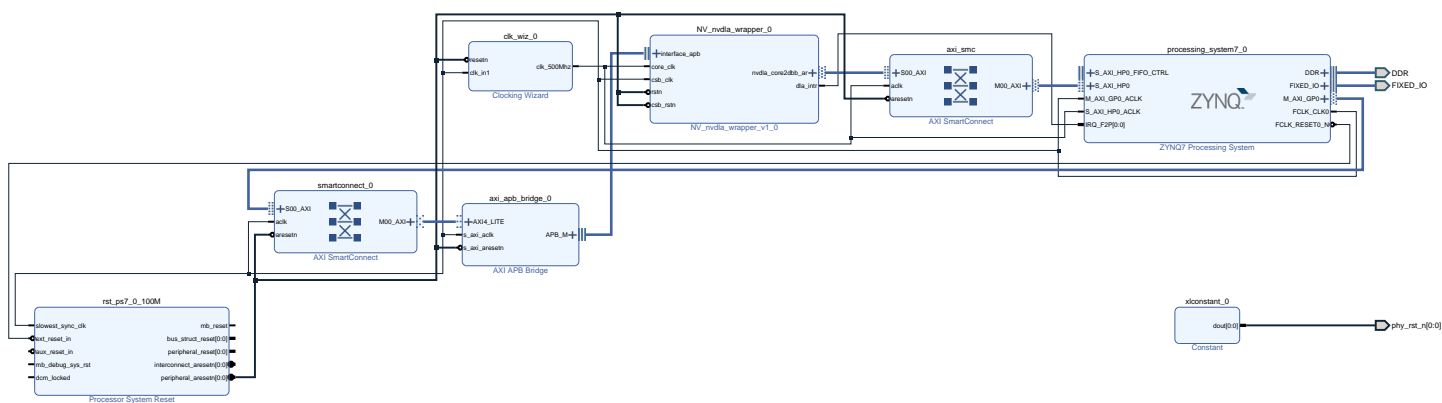 clk_wiz_0
resetn
clk_in1
clk_500Mhz
Clocking Wizard
NV_nvdla_wrapper_0
interface_apb
core_clk
csb_clk
rstn
csb_rstn
nvdla_core2dbb_ar
dla_intr
NV_nvdla_wrapper_v1_0
axi_smc
S00_AXI
aclk
aresetn
M00_AXI
AXI SmartConnect
processing_system7_0
S_AXI_HP0_FIFO_CTRL
S_AXI_HP0
M_AXI_GP0_ACLK
S_AXI_HP0_ACLK
IRQ_F2P[0:0]
ZYNQ
DDR
FIXED_IO
M_AXI_GP0
FCLK_CLK0
FCLK_RESET0_N
ZYNQ7 Processing System
DDR
FIXED_IO
smartconnect_0
S00_AXI
aclk
aresetn
M00_AXI
AXI SmartConnect
axi_apb_bridge_0
AXI4_LITE
s_axi_aclk
s_axi_aresetn
APB_M
AXI APB Bridge
rst_ps7_0_100M
slowest_sync_clk
ext_reset_in
aux_reset_in
mb_debug_sys_rst
dcm_locked
mb_reset
bus_struct_reset[0:0]
peripheral_reset[0:0]
interconnect_aresetn[0:0]
peripheral_aresetn[0:0]
Processor System Reset
xlconstant_0
dout[0:0]
Constant
phy_rst_n[0:0]